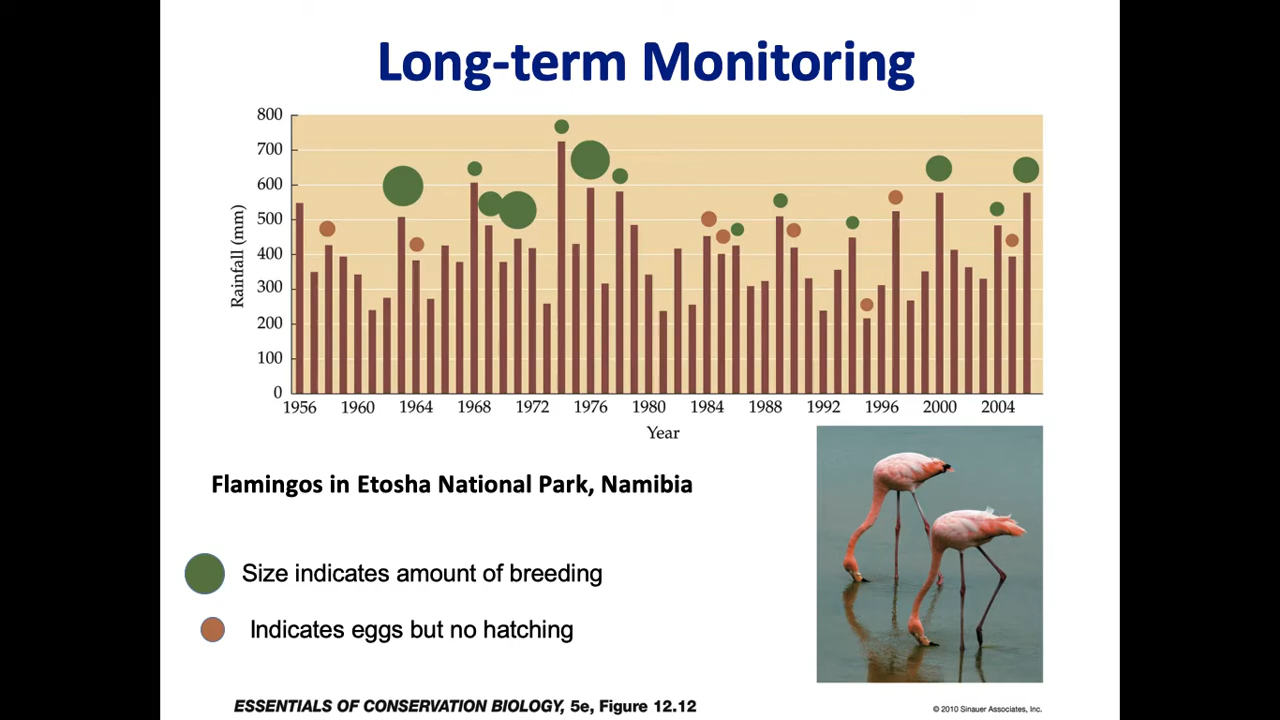 Long-term Monitoring
800
700
600
500
400
300
200
100
0
Rainfall (mm)
1956 1960 1964 1968 1972 1976 1980 1984 1988 1992 1996 2000 2004
Year
Flamingos in Etosha National Park, Namibia
Size indicates amount of breeding
Indicates eggs but no hatching
ESSENTIALS OF CONSERVATION BIOLOGY, 5e, Figure 12.12
© 2010 Sinauer Associates, Inc.